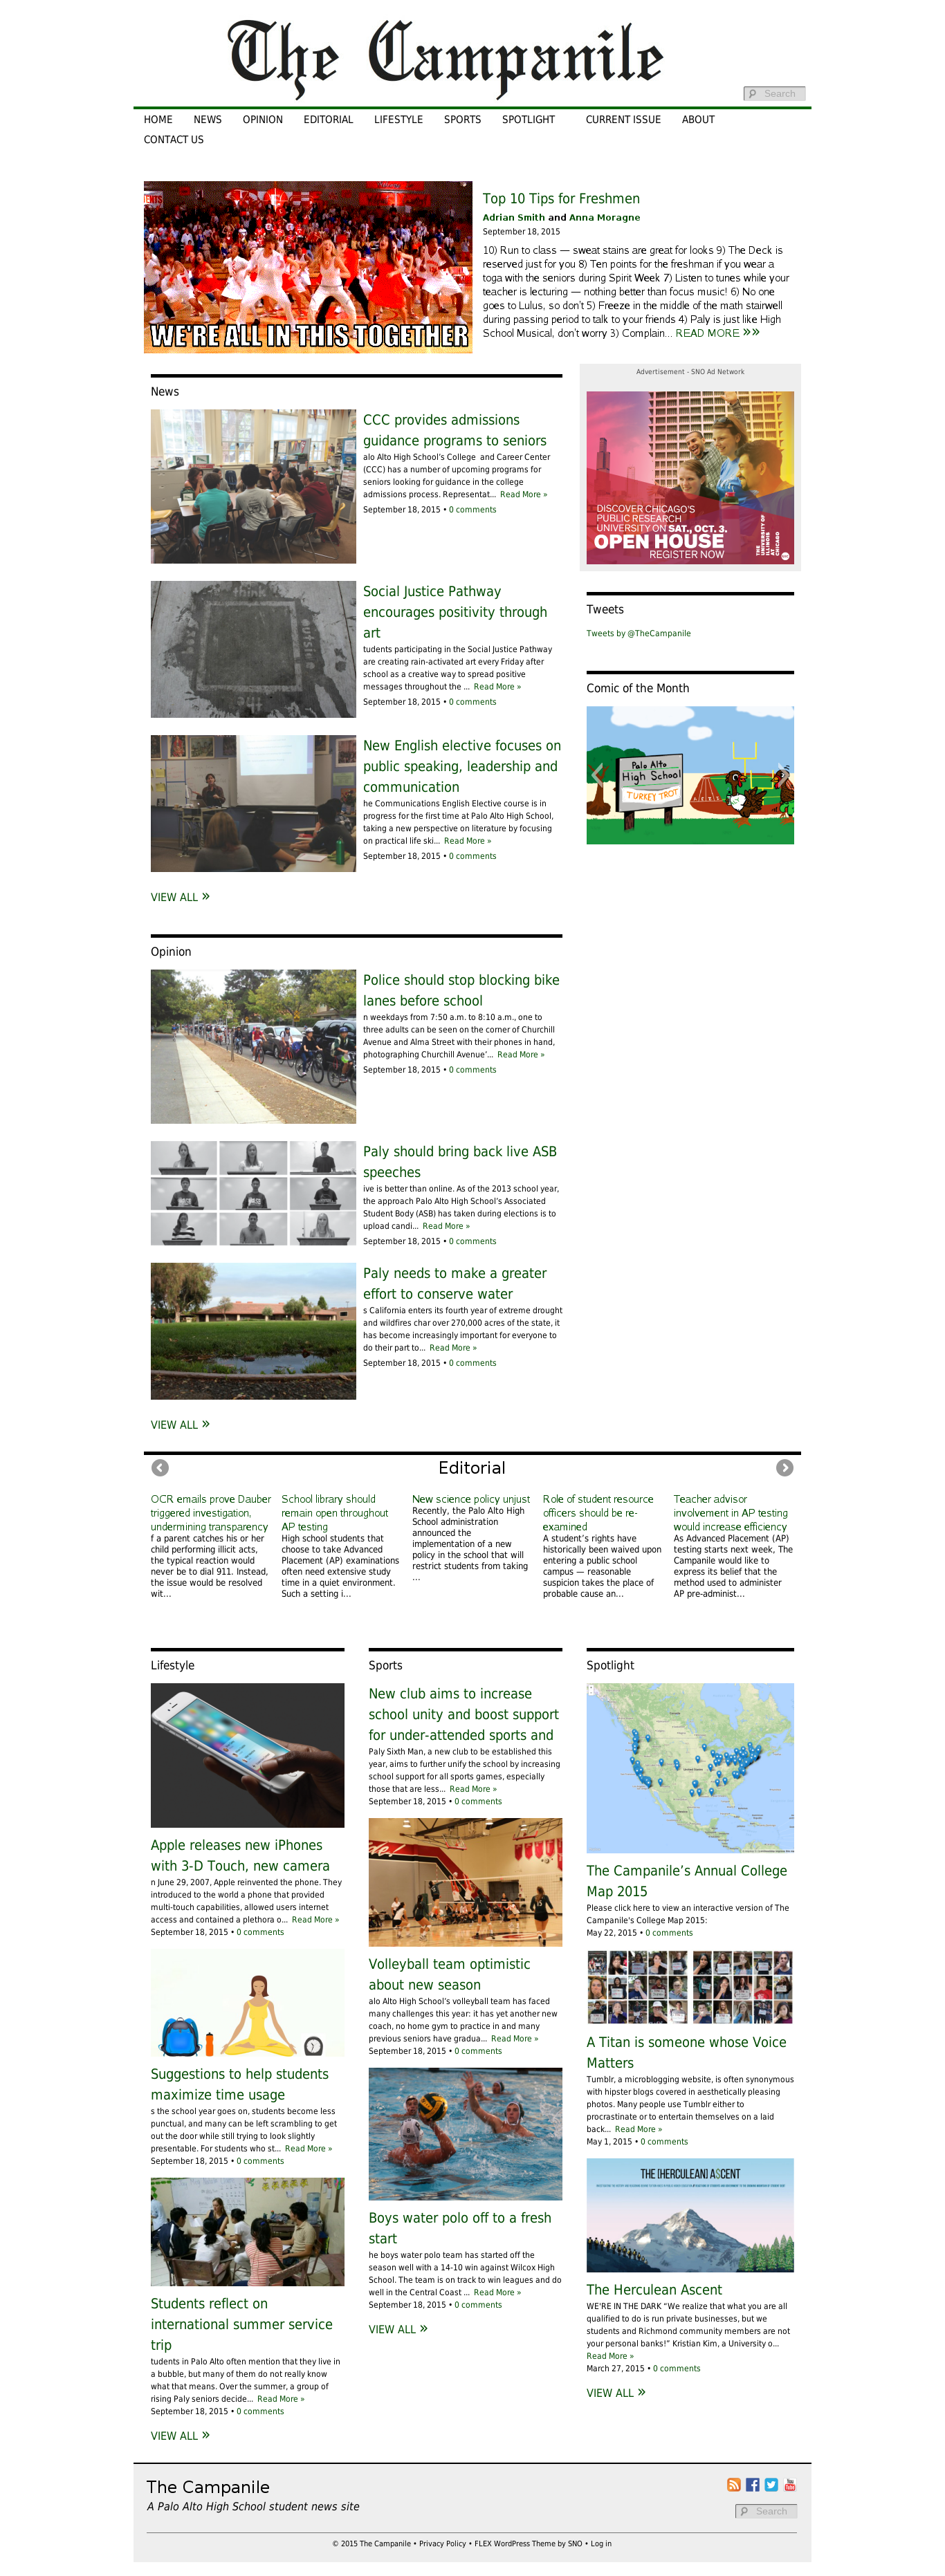 The Campanile
Search
HOME NEWS OPINION EDITORIAL LIFESTYLE SPORTS SPOTLIGHT CURRENT ISSUE ABOUT
CONTACT US
WE'RE ALL IN THIS TOGETHER
Top 10 Tips for Freshmen
Adrian Smith and Anna Moragne
September 18, 2015
10) Run to class — sweat stains are great for looks 9) The Deck is
reserved just for you 8) Ten points for the freshman if you wear a
toga with the seniors during Spirit Week 7) Listen to tunes while your
teacher is lecturing — nothing better than focus music! 6) No one
goes to Lulus, so don't 5) Freeze in the middle of the math stairwell
during passing period to talk to your friends 4) Paly is just like High
School Musical, don't worry 3) Complain... READ MORE »»
News
CCC provides admissions
guidance programs to seniors
alo Alto High School's College and Career Center
(CCC) has a number of upcoming programs for
seniors looking for guidance in the college
admissions process. Representat... Read More »
September 18, 2015 • 0 comments
Social Justice Pathway
encourages positivity through
art
tudents participating in the Social Justice Pathway
are creating rain-activated art every Friday after
school as a creative way to spread positive
messages throughout the ... Read More »
September 18, 2015 • 0 comments
New English elective focuses on
public speaking, leadership and
communication
he Communications English Elective course is in
progress for the first time at Palo Alto High School,
taking a new perspective on literature by focusing
on practical life ski... Read More »
September 18, 2015 • 0 comments
VIEW ALL »
Advertisement - SNO Ad Network
DISCOVER CHICAGO'S
PUBLIC RESEARCH
UNIVERSITY ON SAT., OCT. 3.
OPEN HOUSE
REGISTER NOW
THE UNIVERSITY OF ILLINOIS AT CHICAGO
Tweets
Tweets by @TheCampanile
Comic of the Month
Palo Alto
High School
TURKEY TROT
Opinion
Police should stop blocking bike
lanes before school
n weekdays from 7:50 a.m. to 8:10 a.m., one to
three adults can be seen on the corner of Churchill
Avenue and Alma Street with their phones in hand,
photographing Churchill Avenue'... Read More »
September 18, 2015 • 0 comments
Paly should bring back live ASB
speeches
ive is better than online. As of the 2013 school year,
the approach Palo Alto High School's Associated
Student Body (ASB) has taken during elections is to
upload candi... Read More »
September 18, 2015 • 0 comments
Paly needs to make a greater
effort to conserve water
s California enters its fourth year of extreme drought
and wildfires char over 270,000 acres of the state, it
has become increasingly important for everyone to
do their part to... Read More »
September 18, 2015 • 0 comments
VIEW ALL »
Editorial
OCR emails prove Dauber
triggered investigation,
undermining transparency
f a parent catches his or her
child performing illicit acts,
the typical reaction would
never be to dial 911. Instead,
the issue would be resolved
wit...
School library should
remain open throughout
AP testing
High school students that
choose to take Advanced
Placement (AP) examinations
often need extensive study
time in a quiet environment.
Such a setting i...
New science policy unjust
Recently, the Palo Alto High
School administration
announced the
implementation of a new
policy in the school that will
restrict students from taking
...
Role of student resource
officers should be re-
examined
A student's rights have
historically been waived upon
entering a public school
campus — reasonable
suspicion takes the place of
probable cause an...
Teacher advisor
involvement in AP testing
would increase efficiency
As Advanced Placement (AP)
testing starts next week, The
Campanile would like to
express its belief that the
method used to administer
AP pre-administ...
Lifestyle
Apple releases new iPhones
with 3-D Touch, new camera
n June 29, 2007, Apple reinvented the phone. They
introduced to the world a phone that provided
multi-touch capabilities, allowed users internet
access and contained a plethora o... Read More »
September 18, 2015 • 0 comments
Suggestions to help students
maximize time usage
s the school year goes on, students become less
punctual, and many can be left scrambling to get
out the door while still trying to look slightly
presentable. For students who st... Read More »
September 18, 2015 • 0 comments
Students reflect on
international summer service
trip
tudents in Palo Alto often mention that they live in
a bubble, but many of them do not really know
what that means. Over the summer, a group of
rising Paly seniors decide... Read More »
September 18, 2015 • 0 comments
VIEW ALL »
Sports
New club aims to increase
school unity and boost support
for under-attended sports and
Paly Sixth Man, a new club to be established this
year, aims to further unify the school by increasing
school support for all sports games, especially
those that are less... Read More »
September 18, 2015 • 0 comments
Volleyball team optimistic
about new season
alo Alto High School's volleyball team has faced
many challenges this year: it has yet another new
coach, no home gym to practice in and many
previous seniors have gradua... Read More »
September 18, 2015 • 0 comments
Boys water polo off to a fresh
start
he boys water polo team has started off the
season well with a 14-10 win against Wilcox High
School. The team is on track to win leagues and do
well in the Central Coast ... Read More »
September 18, 2015 • 0 comments
VIEW ALL »
Spotlight
The Campanile's Annual College
Map 2015
Please click here to view an interactive version of The
Campanile's College Map 2015:
May 22, 2015 • 0 comments
A Titan is someone whose Voice
Matters
Tumblr, a microblogging website, is often synonymous
with hipster blogs covered in aesthetically pleasing
photos. Many people use Tumblr either to
procrastinate or to entertain themselves on a laid
back... Read More »
May 1, 2015 • 0 comments
THE [HERCULEAN] A$CENT
The Herculean Ascent
WE'RE IN THE DARK "We realize that what you are all
qualified to do is run private businesses, but we
students and Richmond community members are not
your personal banks!" Kristian Kim, a University o...
Read More »
March 27, 2015 • 0 comments
VIEW ALL »
The Campanile
A Palo Alto High School student news site
Search
© 2015 The Campanile • Privacy Policy • FLEX WordPress Theme by SNO • Log in